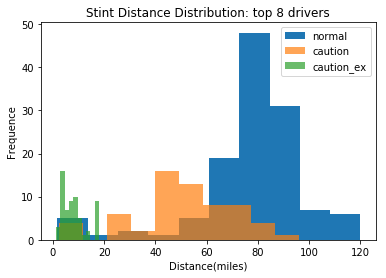 Stint Distance Distribution: top 8 drivers
normal
caution
caution_ex
Frequence
50
40
30
20
10
0
0 20 40 60 80 100 120
Distance(miles)